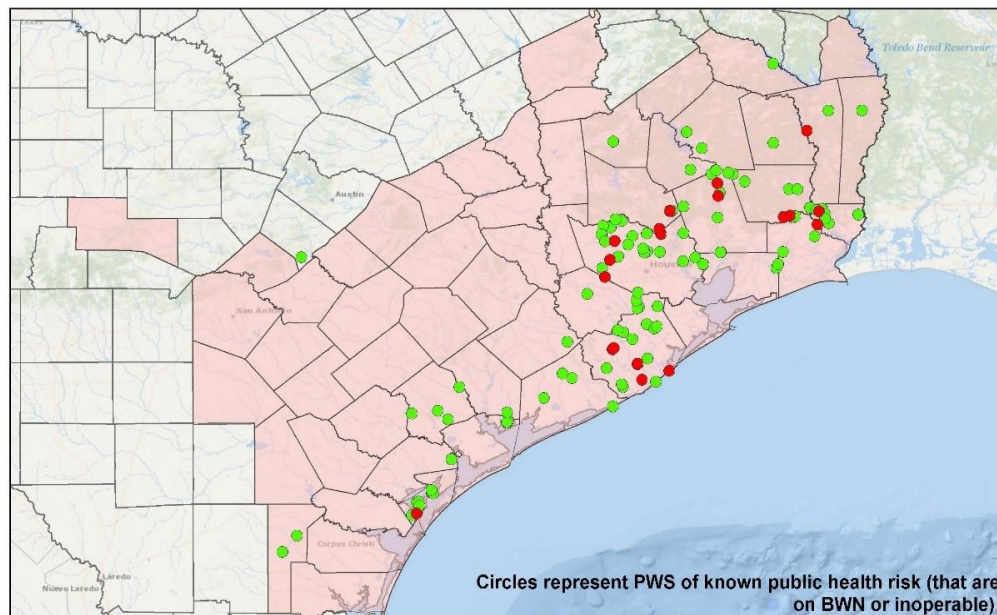 Toledo Bend Reservoir
Austin
Houston
San Antonio
Corpus Christi
Laredo
Nuevo Laredo
Circles represent PWS of known public health risk (that are
on BWN or inoperable)